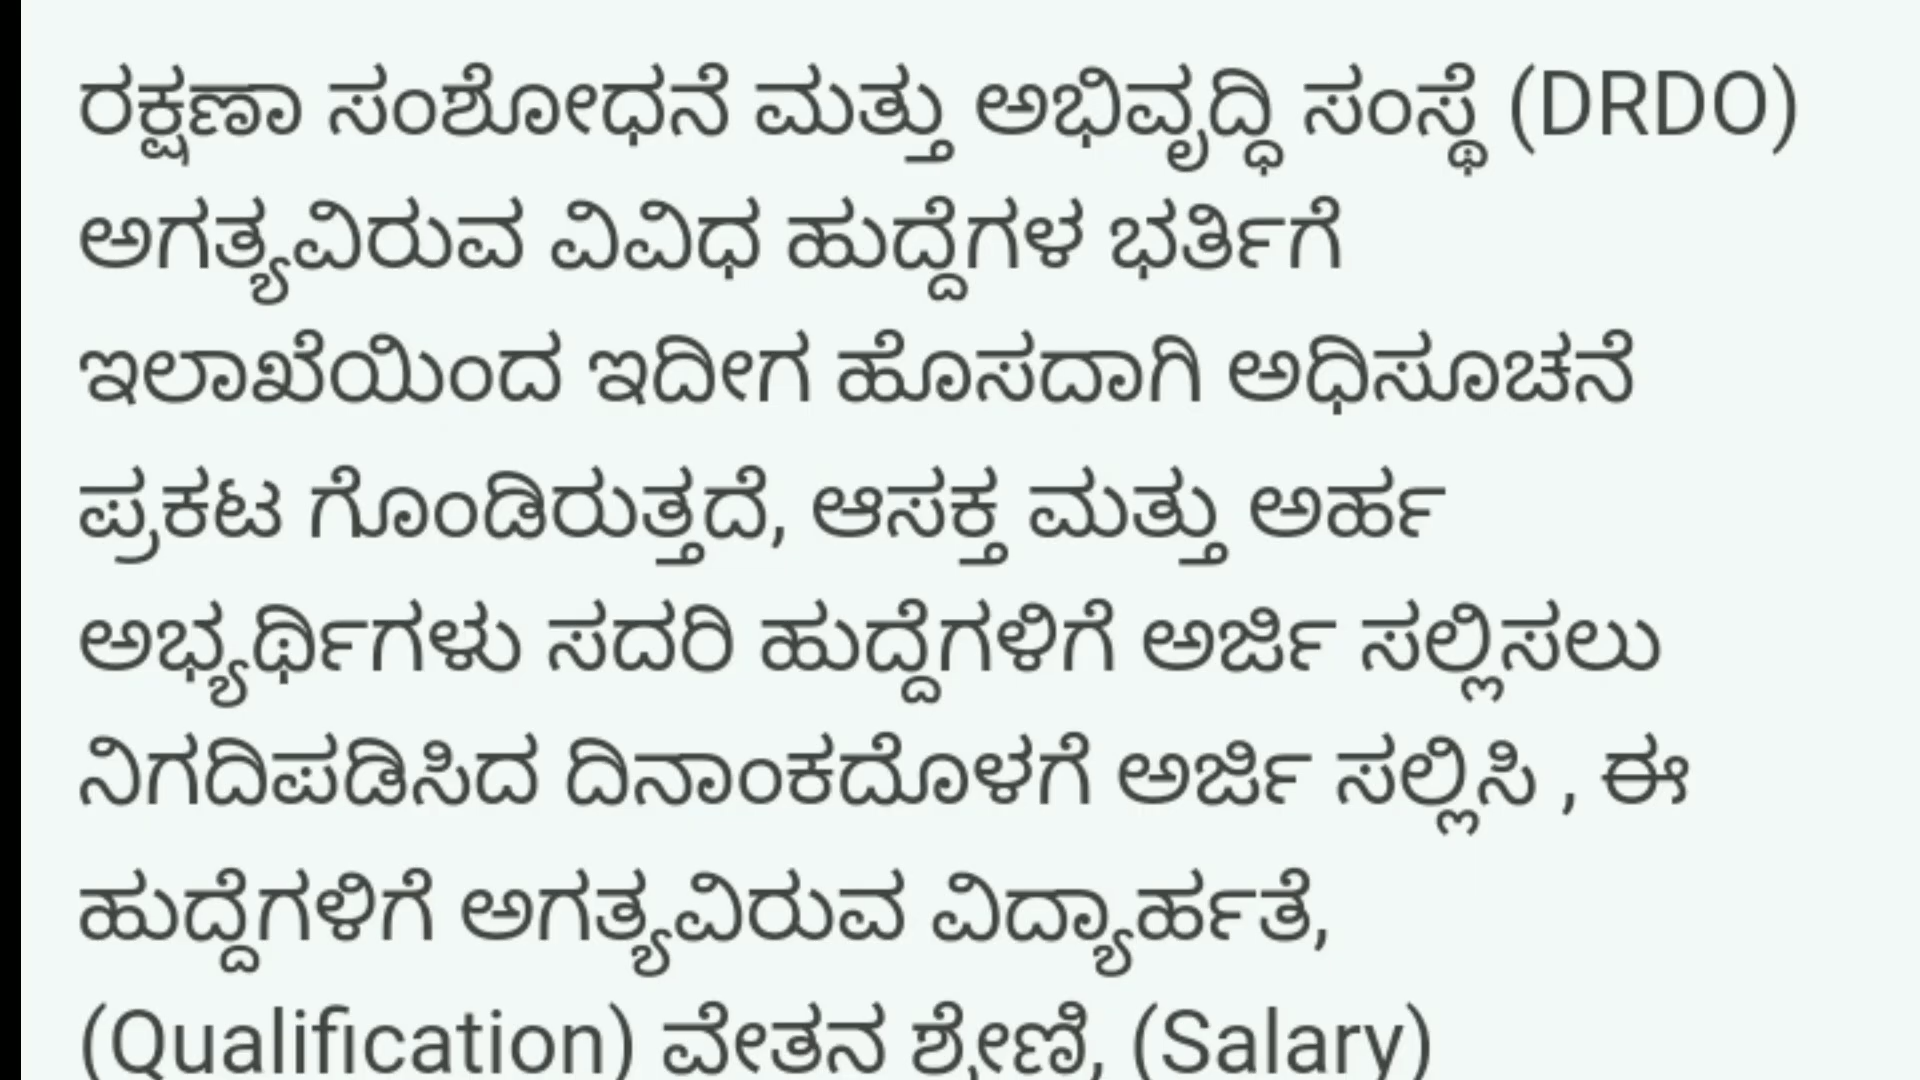 ರಕ್ಷಣಾ ಸಂಶೋಧನೆ ಮತ್ತು ಅಭಿವೃದ್ಧಿ ಸಂಸ್ಥೆ (DRDO)
ಅಗತ್ಯವಿರುವ ವಿವಿಧ ಹುದ್ದೆಗಳ ಭರ್ತಿಗೆ
ಇಲಾಖೆಯಿಂದ ಇದೀಗ ಹೊಸದಾಗಿ ಅಧಿಸೂಚನೆ
ಪ್ರಕಟ ಗೊಂಡಿರುತ್ತದೆ, ಆಸಕ್ತ ಮತ್ತು ಅರ್ಹ
ಅಭ್ಯರ್ಥಿಗಳು ಸದರಿ ಹುದ್ದೆಗಳಿಗೆ ಅರ್ಜಿ ಸಲ್ಲಿಸಲು
ನಿಗದಿಪಡಿಸಿದ ದಿನಾಂಕದೊಳಗೆ ಅರ್ಜಿ ಸಲ್ಲಿಸಿ , ಈ
ಹುದ್ದೆಗಳಿಗೆ ಅಗತ್ಯವಿರುವ ವಿದ್ಯಾರ್ಹತೆ,
(Qualification) ವೇತನ ಶ್ರೇಣಿ, (Salary)